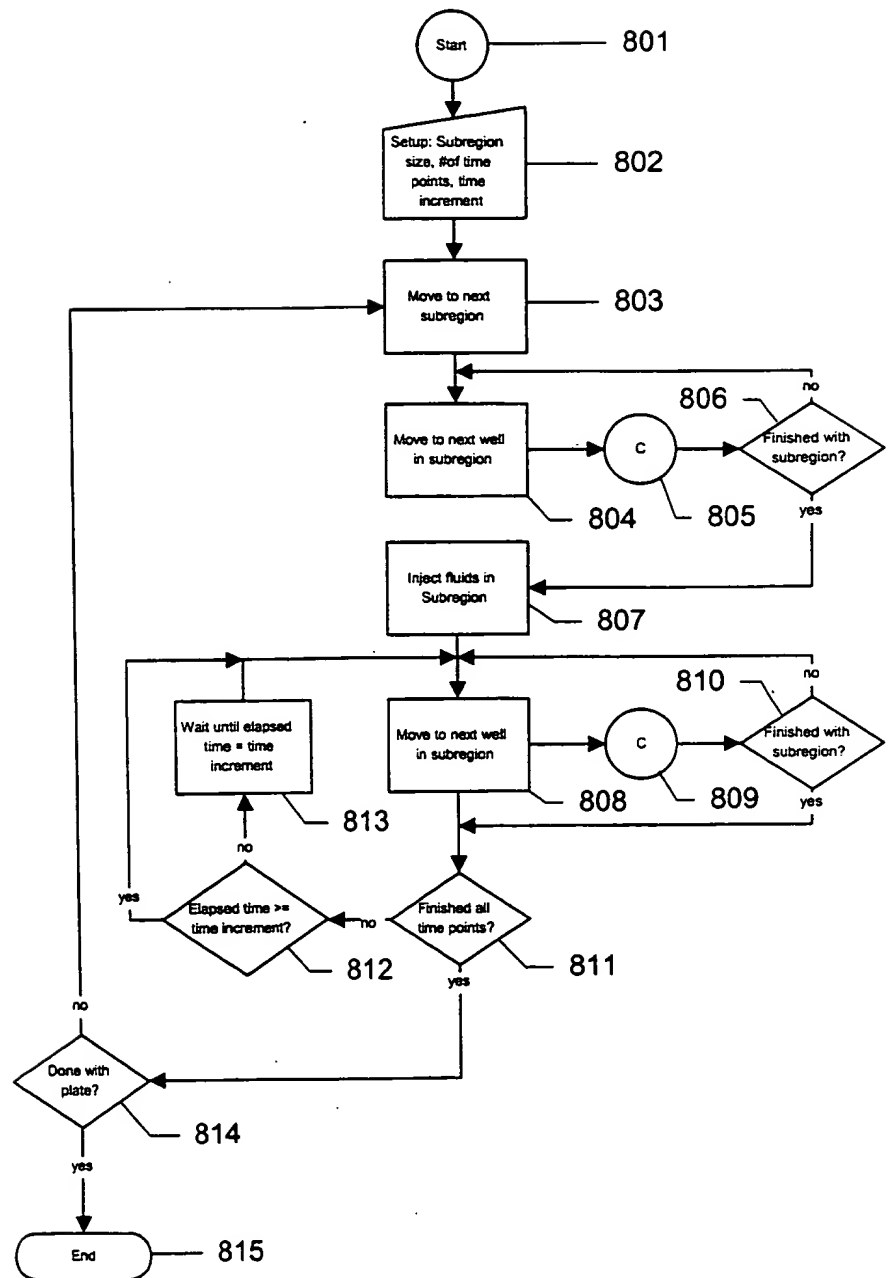 Start
801
Setup: Subregion
size, #of time
points, time
increment
802
Move to next
subregion
803
no
806
Finished with
subregion?
Move to next well
in subregion
C
804
805
yes
Inject fluids in
Subregion
807
no
810
Finished with
subregion?
Wait until elapsed
time = time
increment
Move to next well
in subregion
C
813
808
809
yes
no
yes
Elapsed time >=
time increment?
no
Finished all
time points?
812
811
yes
no
Done with
plate?
814
yes
End
815